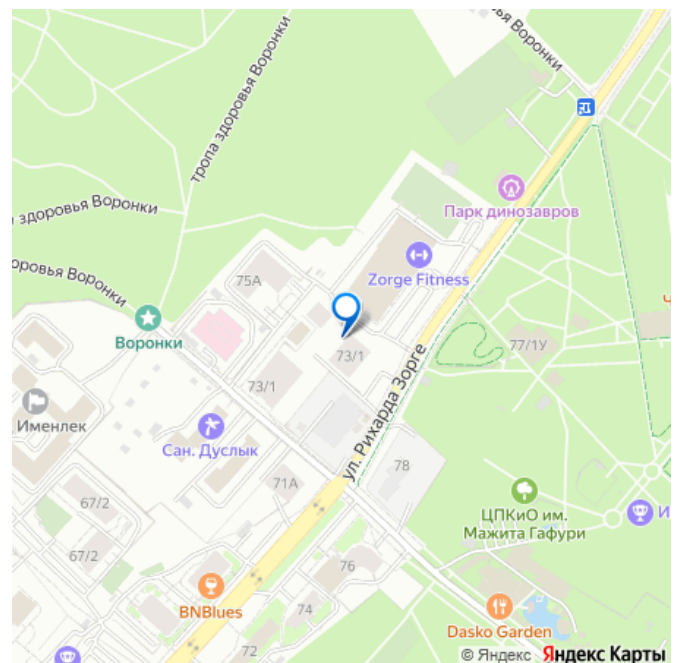 Воронки
тропа здоровья Воронки
Парк динозавров
здоровья Воронки
Zorge Fitness
75А
оровья Воронки
Воронки
73/1
77/1У
73/1
ул. Рихарда Зорге
Именлек
Сан. Дуслык
78
71А
ЦПКиО им.
Мажита Гафури
67/2
67/2
76
BNBlues
74
Dasko Garden
72
© Яндекс Яндекс Карты